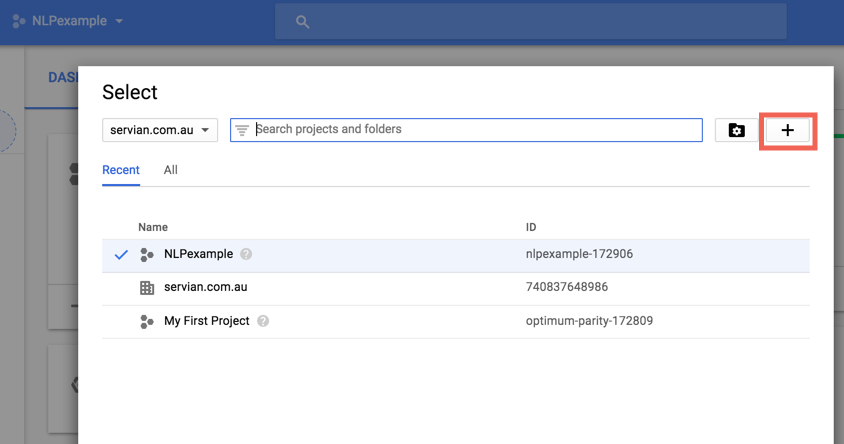 NLPexample
DASH
Select
servian.com.au
Search projects and folders
Recent All
Name ID
NLPexample nlpexample-172906
servian.com.au 740837648986
My First Project optimum-parity-172809